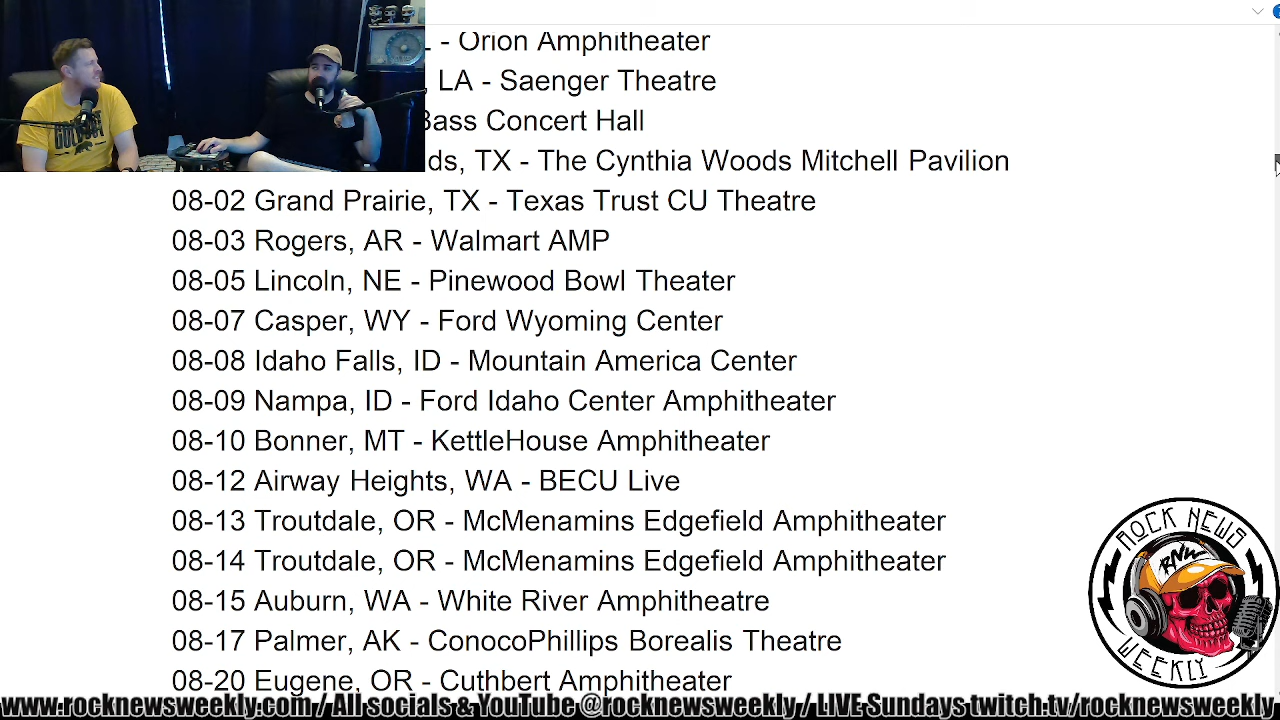 - Orion Amphitheater
, LA - Saenger Theatre
Bass Concert Hall
ds, TX - The Cynthia Woods Mitchell Pavilion
08-02 Grand Prairie, TX - Texas Trust CU Theatre
08-03 Rogers, AR - Walmart AMP
08-05 Lincoln, NE - Pinewood Bowl Theater
08-07 Casper, WY - Ford Wyoming Center
08-08 Idaho Falls, ID - Mountain America Center
08-09 Nampa, ID - Ford Idaho Center Amphitheater
08-10 Bonner, MT - KettleHouse Amphitheater
08-12 Airway Heights, WA - BECU Live
08-13 Troutdale, OR - McMenamins Edgefield Amphitheater
08-14 Troutdale, OR - McMenamins Edgefield Amphitheater
08-15 Auburn, WA - White River Amphitheatre
08-17 Palmer, AK - ConocoPhillips Borealis Theatre
08-20 Eugene, OR - Cuthbert Amphitheater
ROCK NEWS
RNW
WEEKLY
www.rocknewsweekly.com / All socials & YouTube @rocknewsweekly / LIVE Sundays twitch.tv/rocknewsweekly